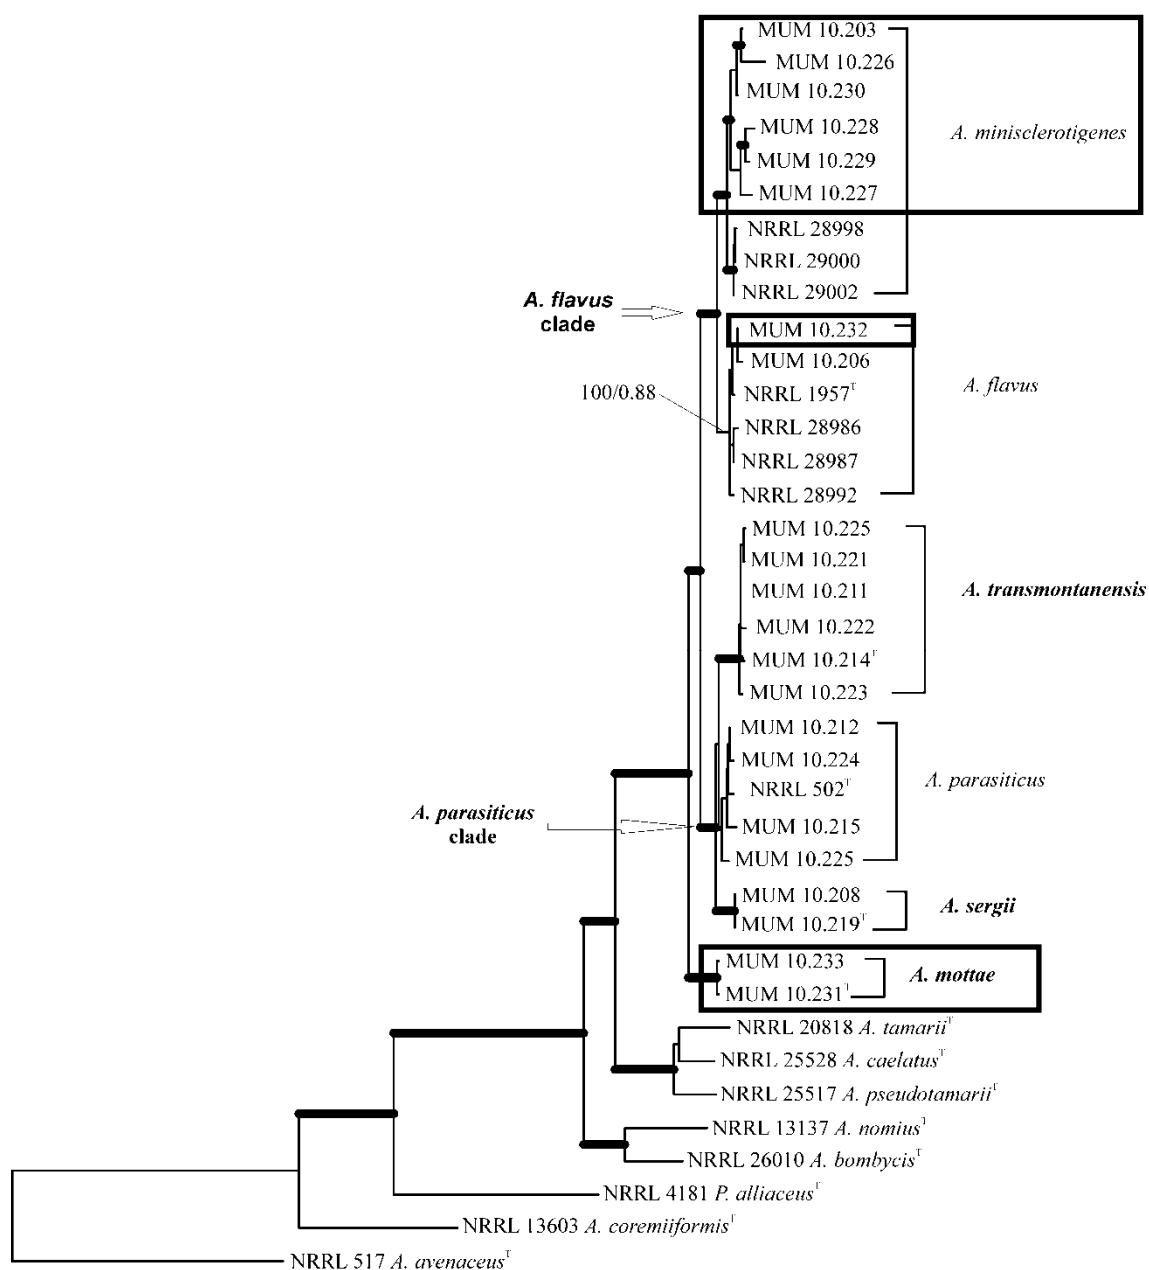 MUM 10.203
MUM 10.226
MUM 10.230
MUM 10.228
A. minisclerotigenes
MUM 10.229
MUM 10.227
NRRL 28998
NRRL 29000
NRRL 29002
A. flavus
clade
MUM 10.232
MUM 10.206
A. flavus
100/0.88
NRRL 1957T
NRRL 28986
NRRL 28987
NRRL 28992
MUM 10.225
MUM 10.221
MUM 10.211
A. transmontanensis
MUM 10.222
MUM 10.214T
MUM 10.223
MUM 10.212
MUM 10.224
A. parasiticus
NRRL 502T
A. parasiticus
clade
MUM 10.215
MUM 10.225
MUM 10.208
A. sergii
MUM 10.219T
MUM 10.233
A. mottae
MUM 10.231T
NRRL 20818 A. tamariiT
NRRL 25528 A. caelatusT
NRRL 25517 A. pseudotamariiT
NRRL 13137 A. nomiusT
NRRL 26010 A. bombycisT
NRRL 4181 P. alliaceusT
NRRL 13603 A. coremiiformisT
NRRL 517 A. avenaceusT